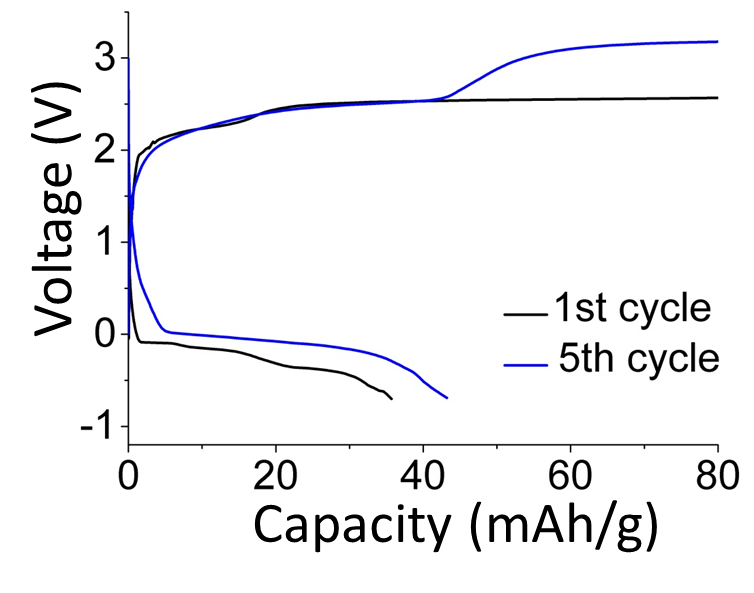 Voltage (V)
3
2
1
0
-1
1st cycle
5th cycle
0 20 40 60 80
Capacity (mAh/g)